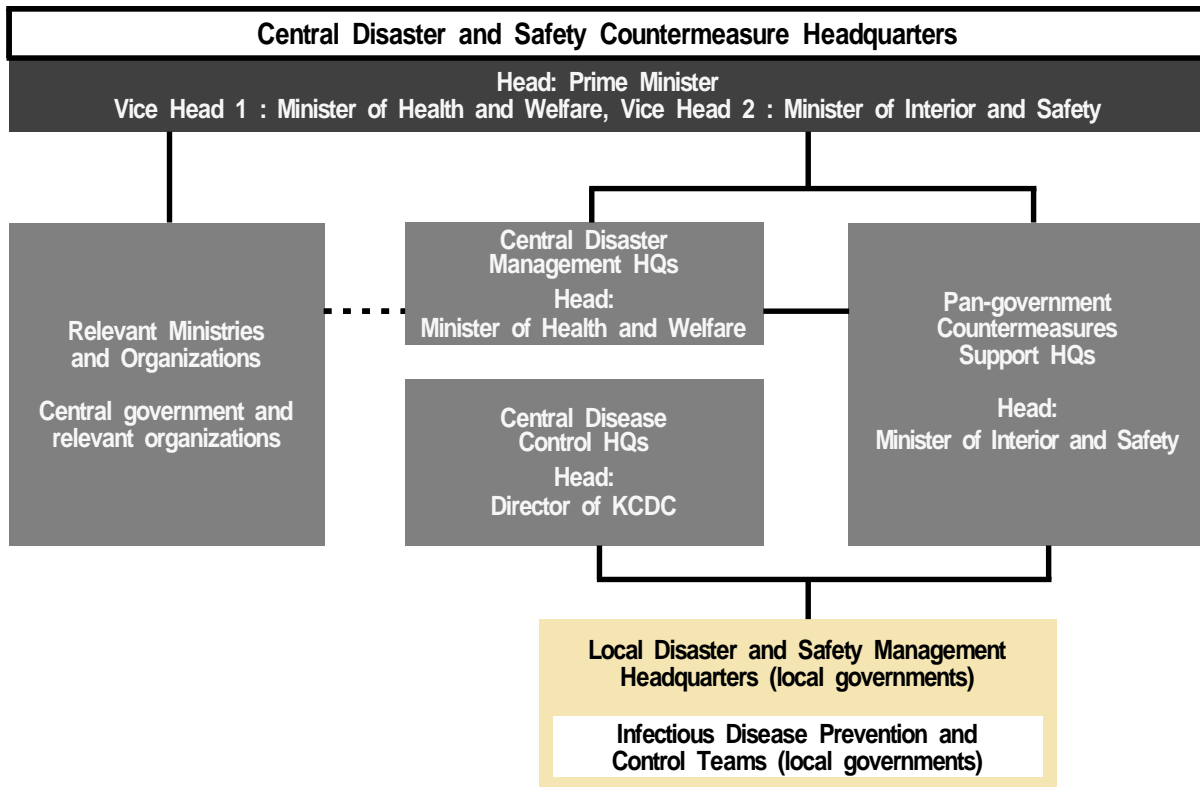 Central Disaster and Safety Countermeasure Headquarters
Head: Prime Minister
Vice Head 1 : Minister of Health and Welfare, Vice Head 2 : Minister of Interior and Safety
Relevant Ministries
and Organizations
Central government and
relevant organizations
Central Disaster
Management HQs
Head:
Minister of Health and Welfare
Central Disease
Control HQs
Head:
Director of KCDC
Pan-government
Countermeasures
Support HQs
Head:
Minister of Interior and Safety
Local Disaster and Safety Management
Headquarters (local governments)
Infectious Disease Prevention and
Control Teams (local governments)